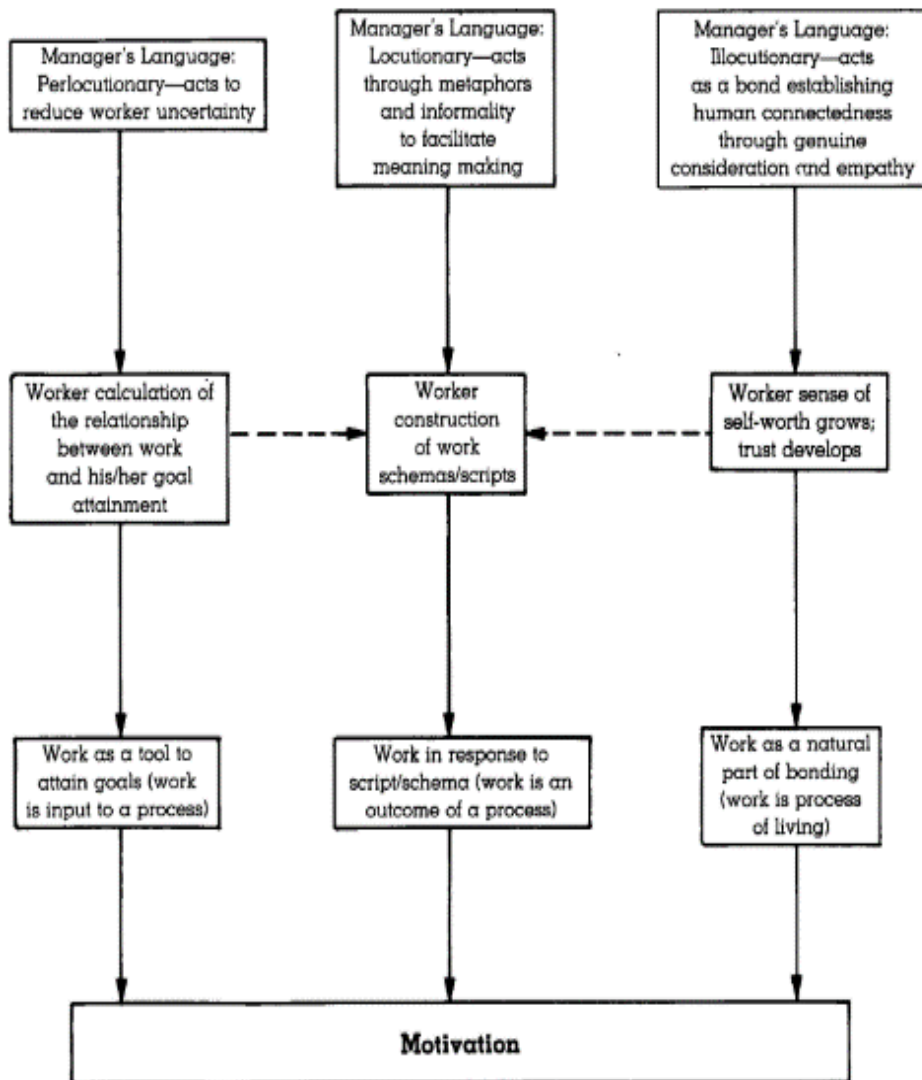 Manager's Language:
Perlocutionary—acts to
reduce worker uncertainty
Manager's Language:
Locutionary—acts
through metaphors
and informality
to facilitate
meaning making
Manager's Language:
Illocutionary—acts
as a bond establishing
human connectedness
through genuine
consideration and empathy
Worker calculation of
the relationship
between work
and his/her goal
attainment
Worker
construction
of work
schemas/scripts
Worker sense of
self-worth grows;
trust develops
Work as a tool to
attain goals (work
is input to a process)
Work in response to
script/schema (work is an
outcome of a process)
Work as a natural
part of bonding
(work is process
of living)
Motivation